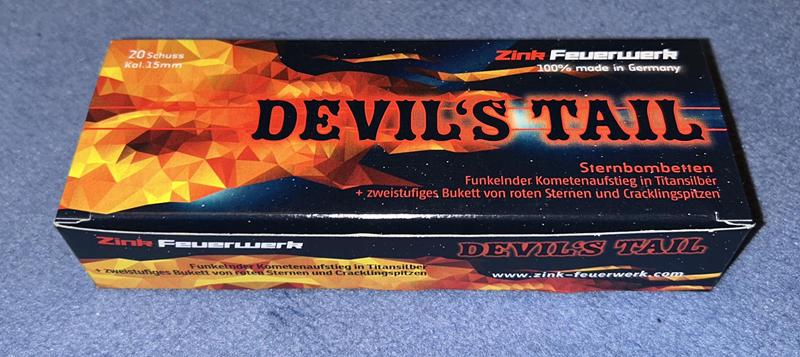 20 Schuss
Kal. 15mm
Zink Feuerwerk
100% made in Germany
DEVIL'S TAIL
Sternbombetten
Funkelnder Kometenaufstieg in Titansilber
+ zweistufiges Bukett von roten Sternen und Cracklingspitzen
Zink Feuerwerk
Funkelnder Kometenaufstieg in Titansilber
+ zweistufiges Bukett von roten Sternen und Cracklingspitzen
DEVIL'S TAIL
www.zink-feuerwerk.com